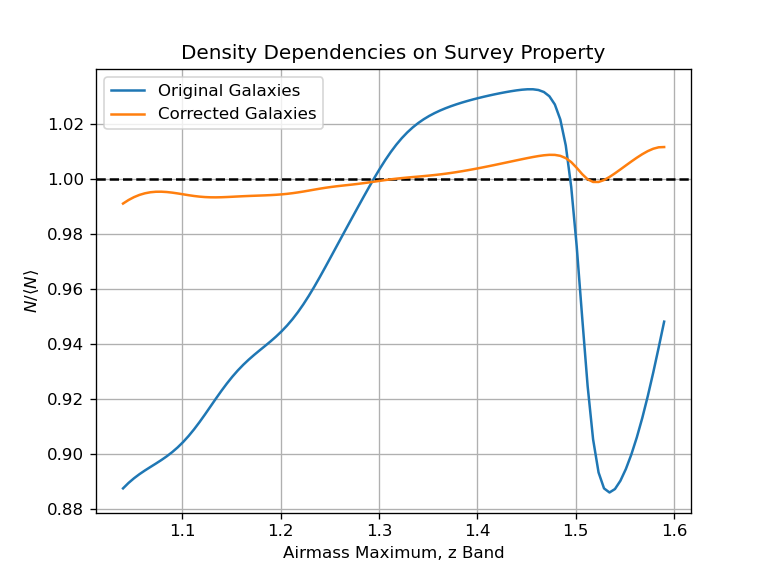 Density Dependencies on Survey Property
Original Galaxies
Corrected Galaxies
1.02
1.00
0.98
0.96
0.94
0.92
0.90
0.88
N/⟨N⟩
1.1 1.2 1.3 1.4 1.5 1.6
Airmass Maximum, z Band